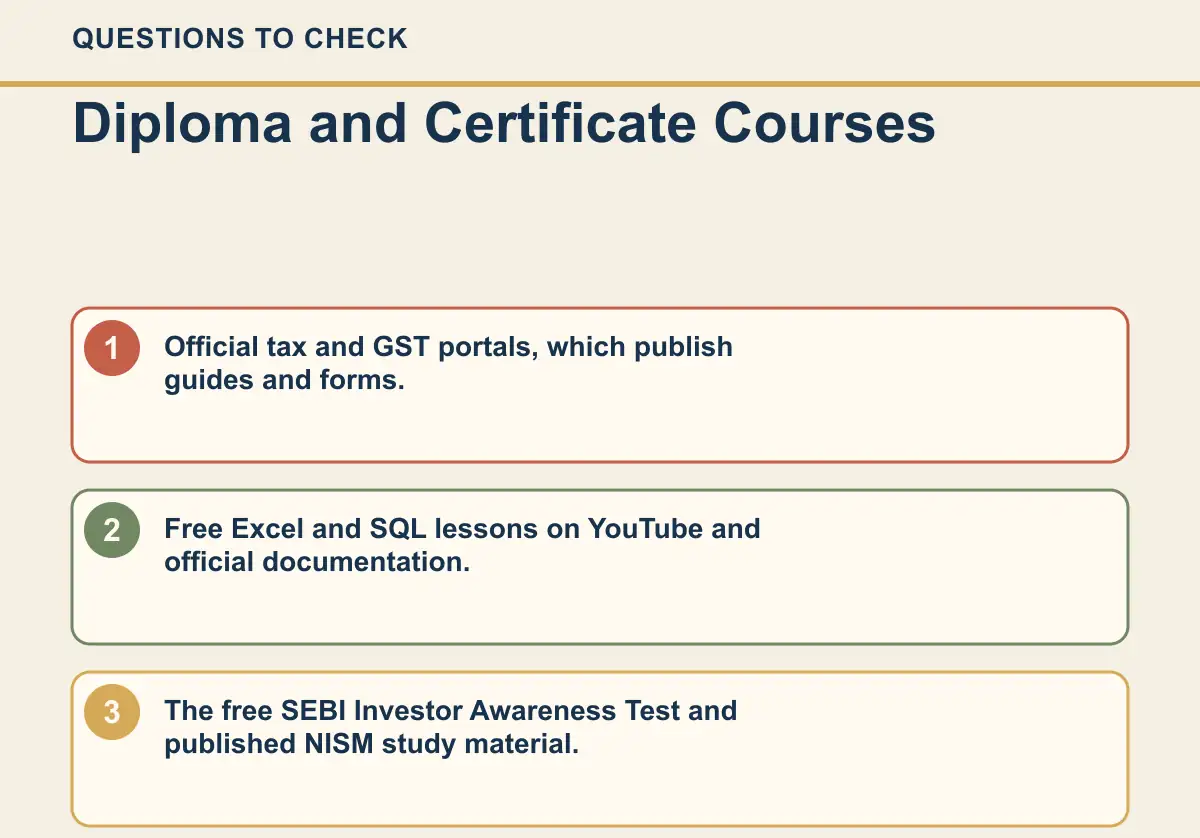 QUESTIONS TO CHECK
Diploma and Certificate Courses
1
Official tax and GST portals, which publish
guides and forms.
2
Free Excel and SQL lessons on YouTube and
official documentation.
3
The free SEBI Investor Awareness Test and
published NISM study material.